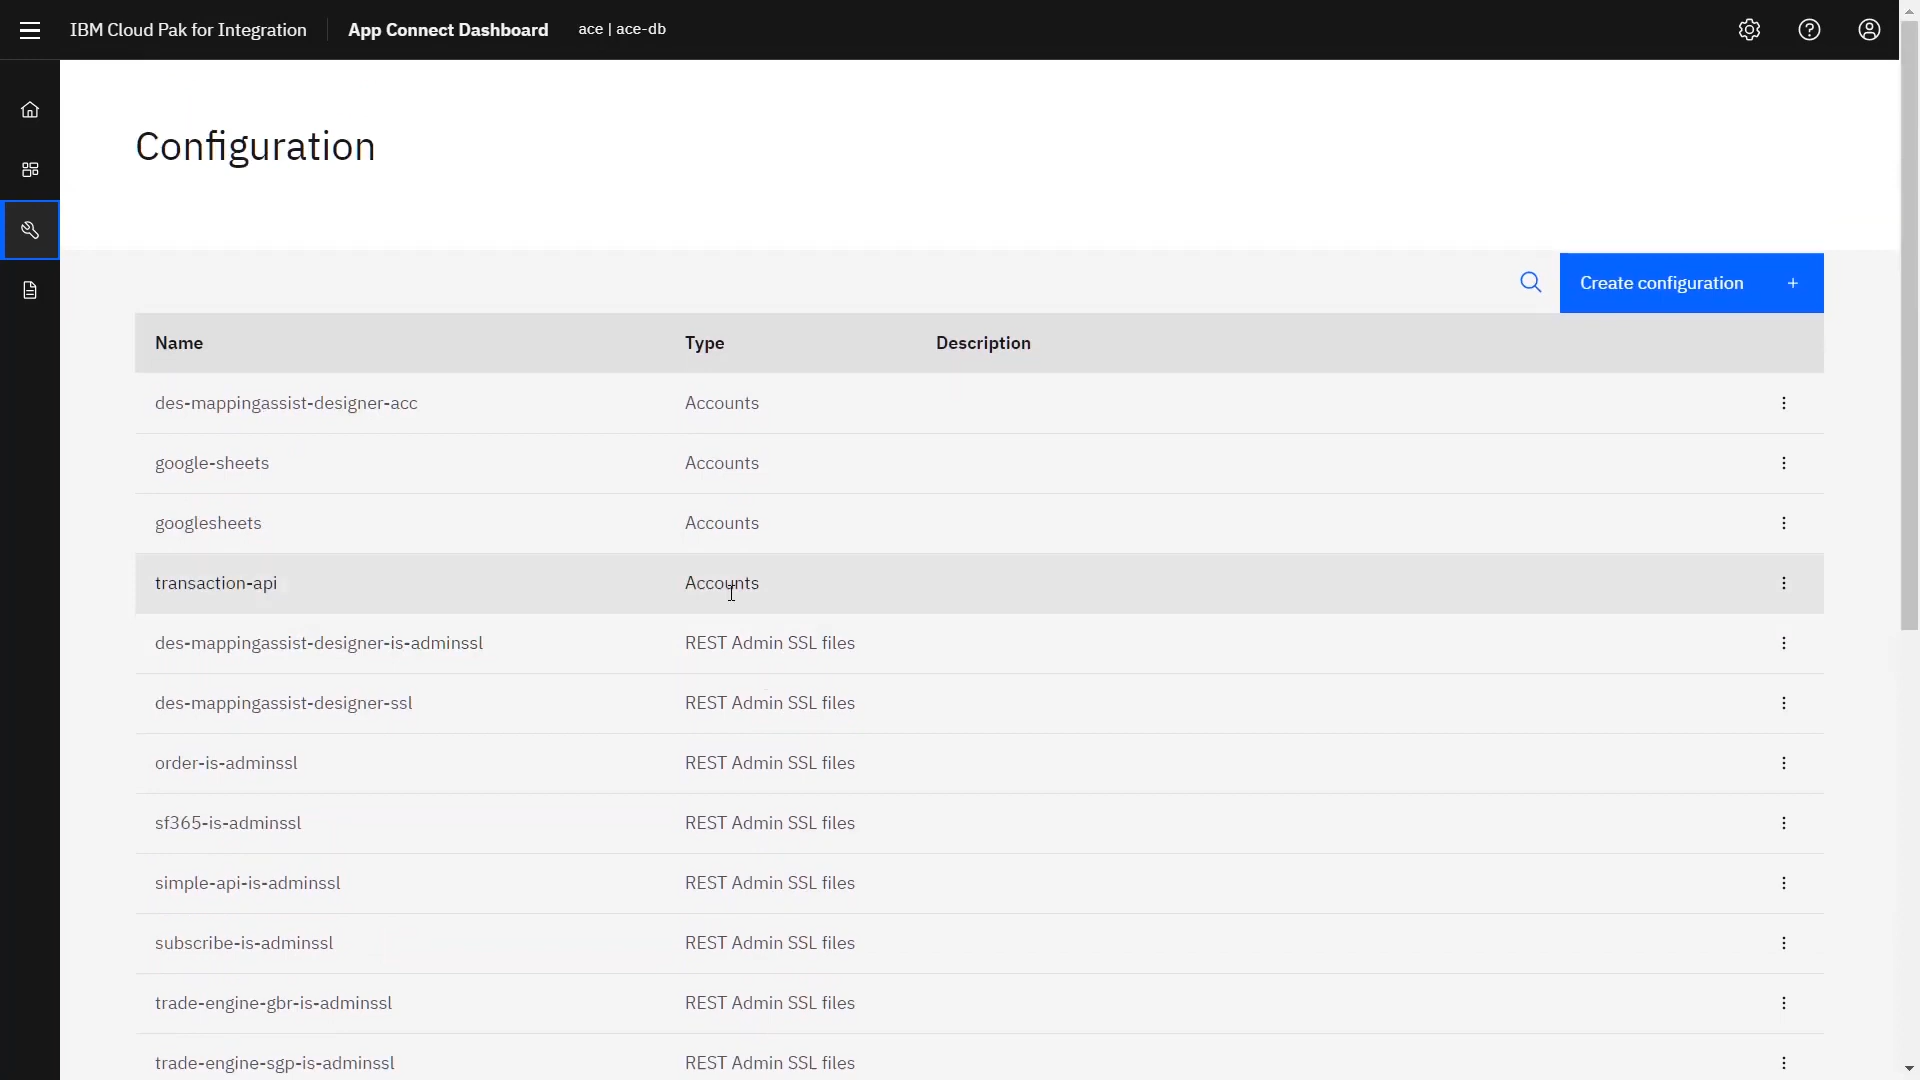 IBM Cloud Pak for Integration App Connect Dashboard ace | ace-db
Configuration
Create configuration +
Name Type Description
des-mappingassist-designer-acc Accounts
google-sheets Accounts
googlesheets Accounts
transaction-api Accounts
des-mappingassist-designer-is-adminssl REST Admin SSL files
des-mappingassist-designer-ssl REST Admin SSL files
order-is-adminssl REST Admin SSL files
sf365-is-adminssl REST Admin SSL files
simple-api-is-adminssl REST Admin SSL files
subscribe-is-adminssl REST Admin SSL files
trade-engine-gbr-is-adminssl REST Admin SSL files
trade-engine-sgp-is-adminssl REST Admin SSL files